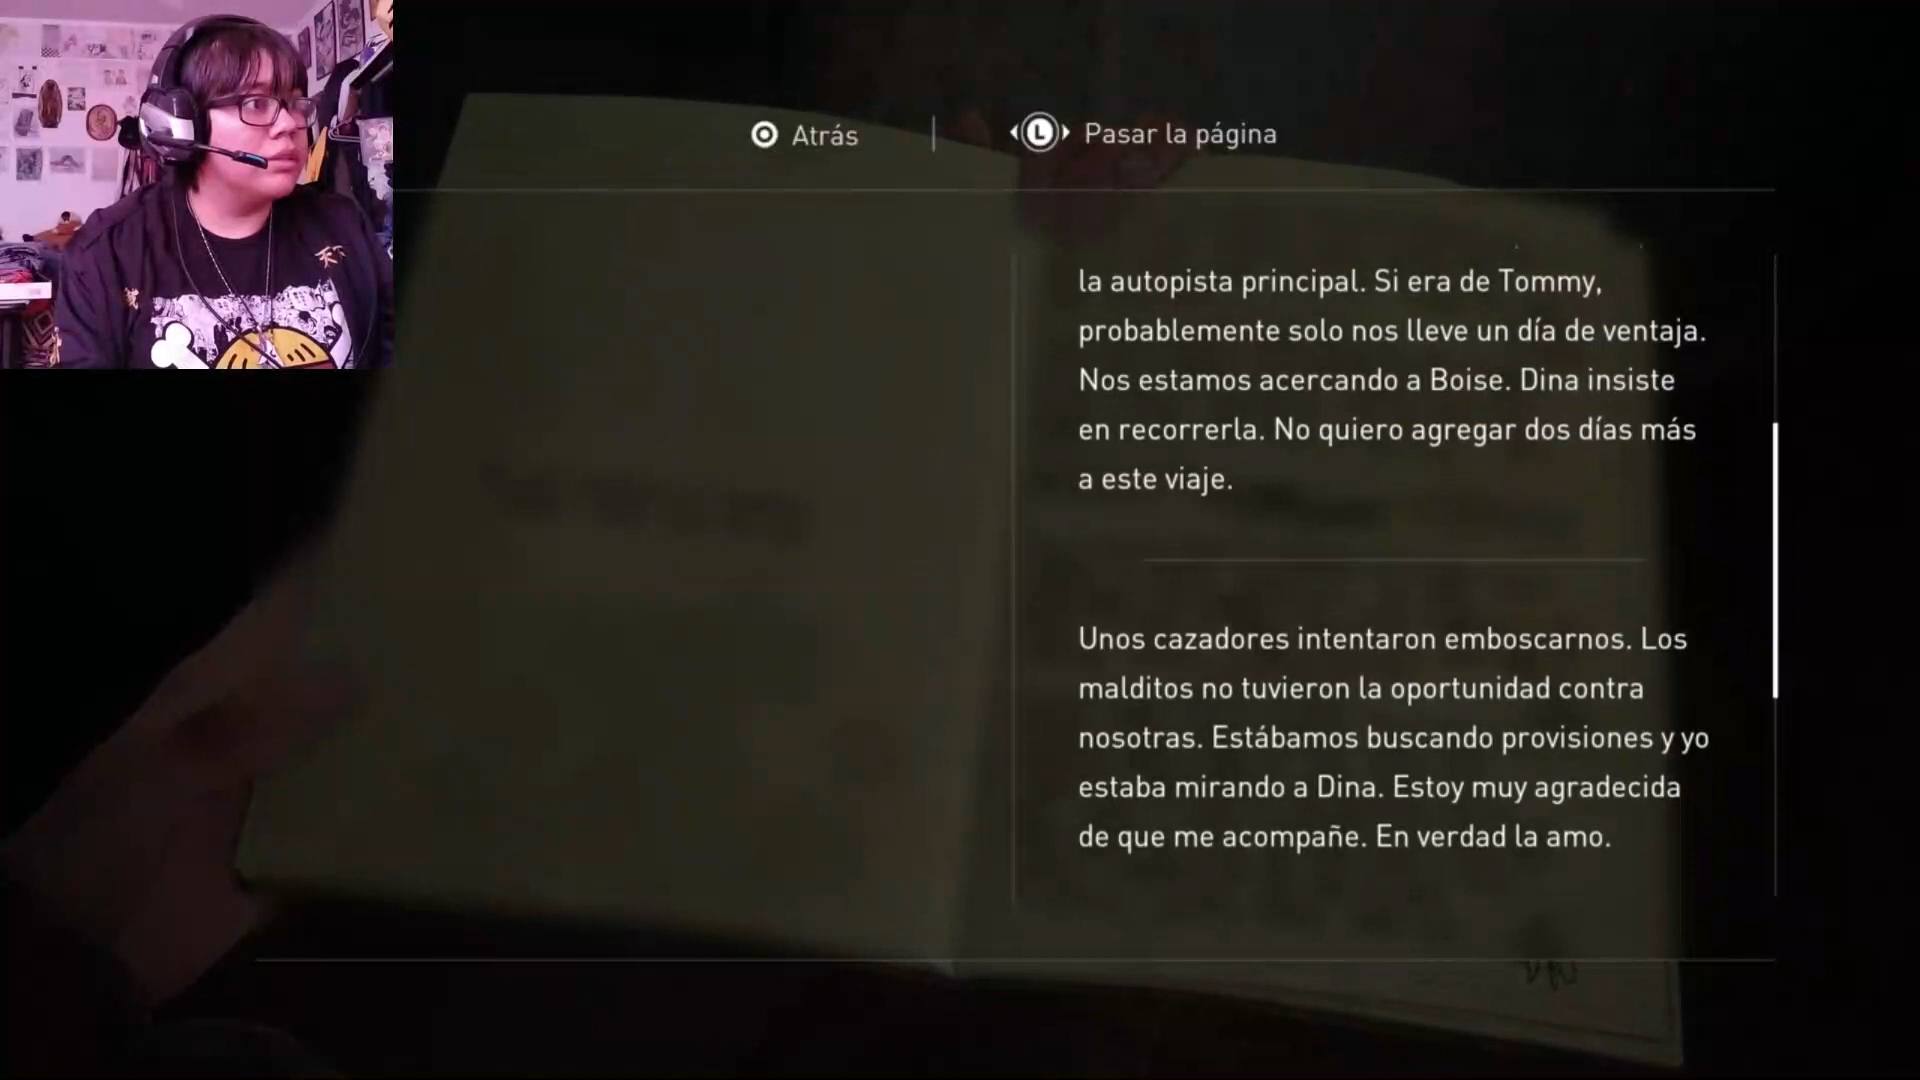 Atrás
L Pasar la página
la autopista principal. Si era de Tommy,
probablemente solo nos lleve un día de ventaja.
Nos estamos acercando a Boise. Dina insiste
en recorrerla. No quiero agregar dos días más
a este viaje.
Unos cazadores intentaron emboscarnos. Los
malditos no tuvieron la oportunidad contra
nosotras. Estábamos buscando provisiones y yo
estaba mirando a Dina. Estoy muy agradecida
de que me acompañe. En verdad la amo.